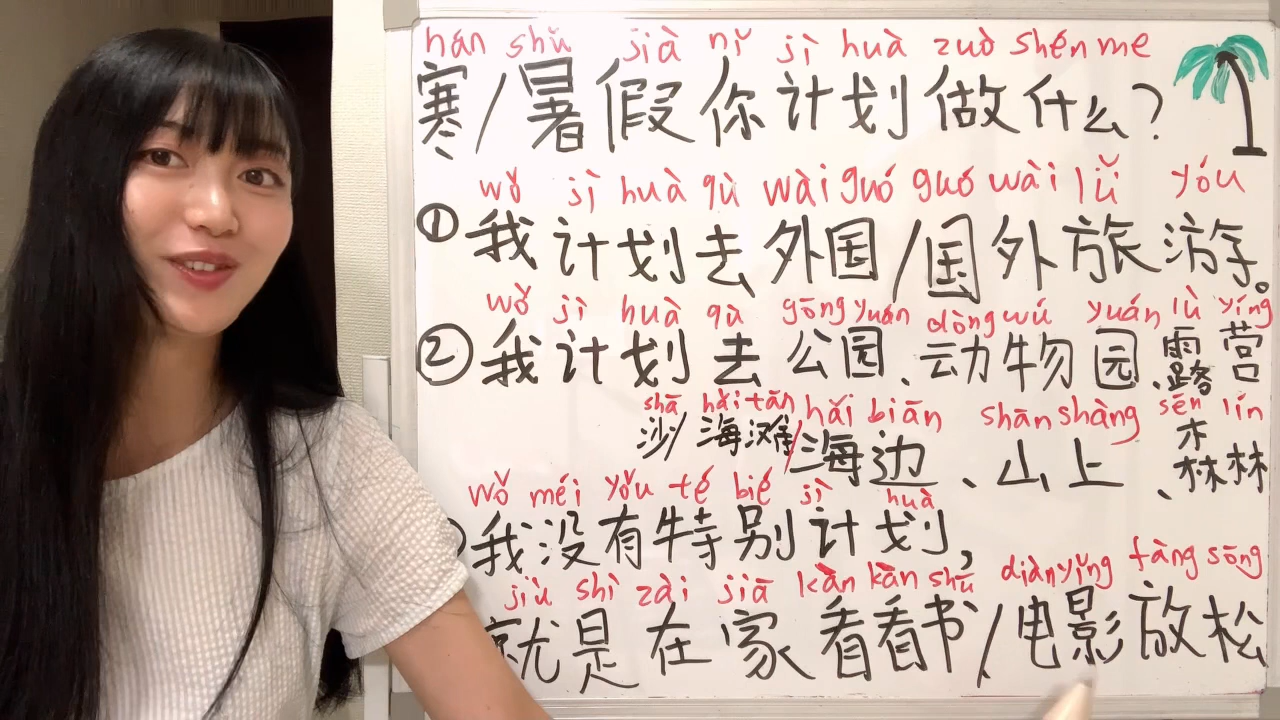 hán shǔ jià nǐ jì huà zuò shén me
寒/暑假你计划做什么?
wǒ jì huà qù wài guó guó wài lǚ yóu
①我计划去外国/国外旅游。
wǒ jì huà qù gōng yuán dòng wú yuán lù yíng
②我计划去公园、动物园、露营
shā hǎi tān hǎi biān shān shàng sēn lín
沙/海滩/海边、山上、森林
wǒ méi yǒu té bié jì huà
我没有特别计划,
jiù shì zài jiā kàn kàn shū diàn yǐng fàng sōng
就是在家看看书/电影放松